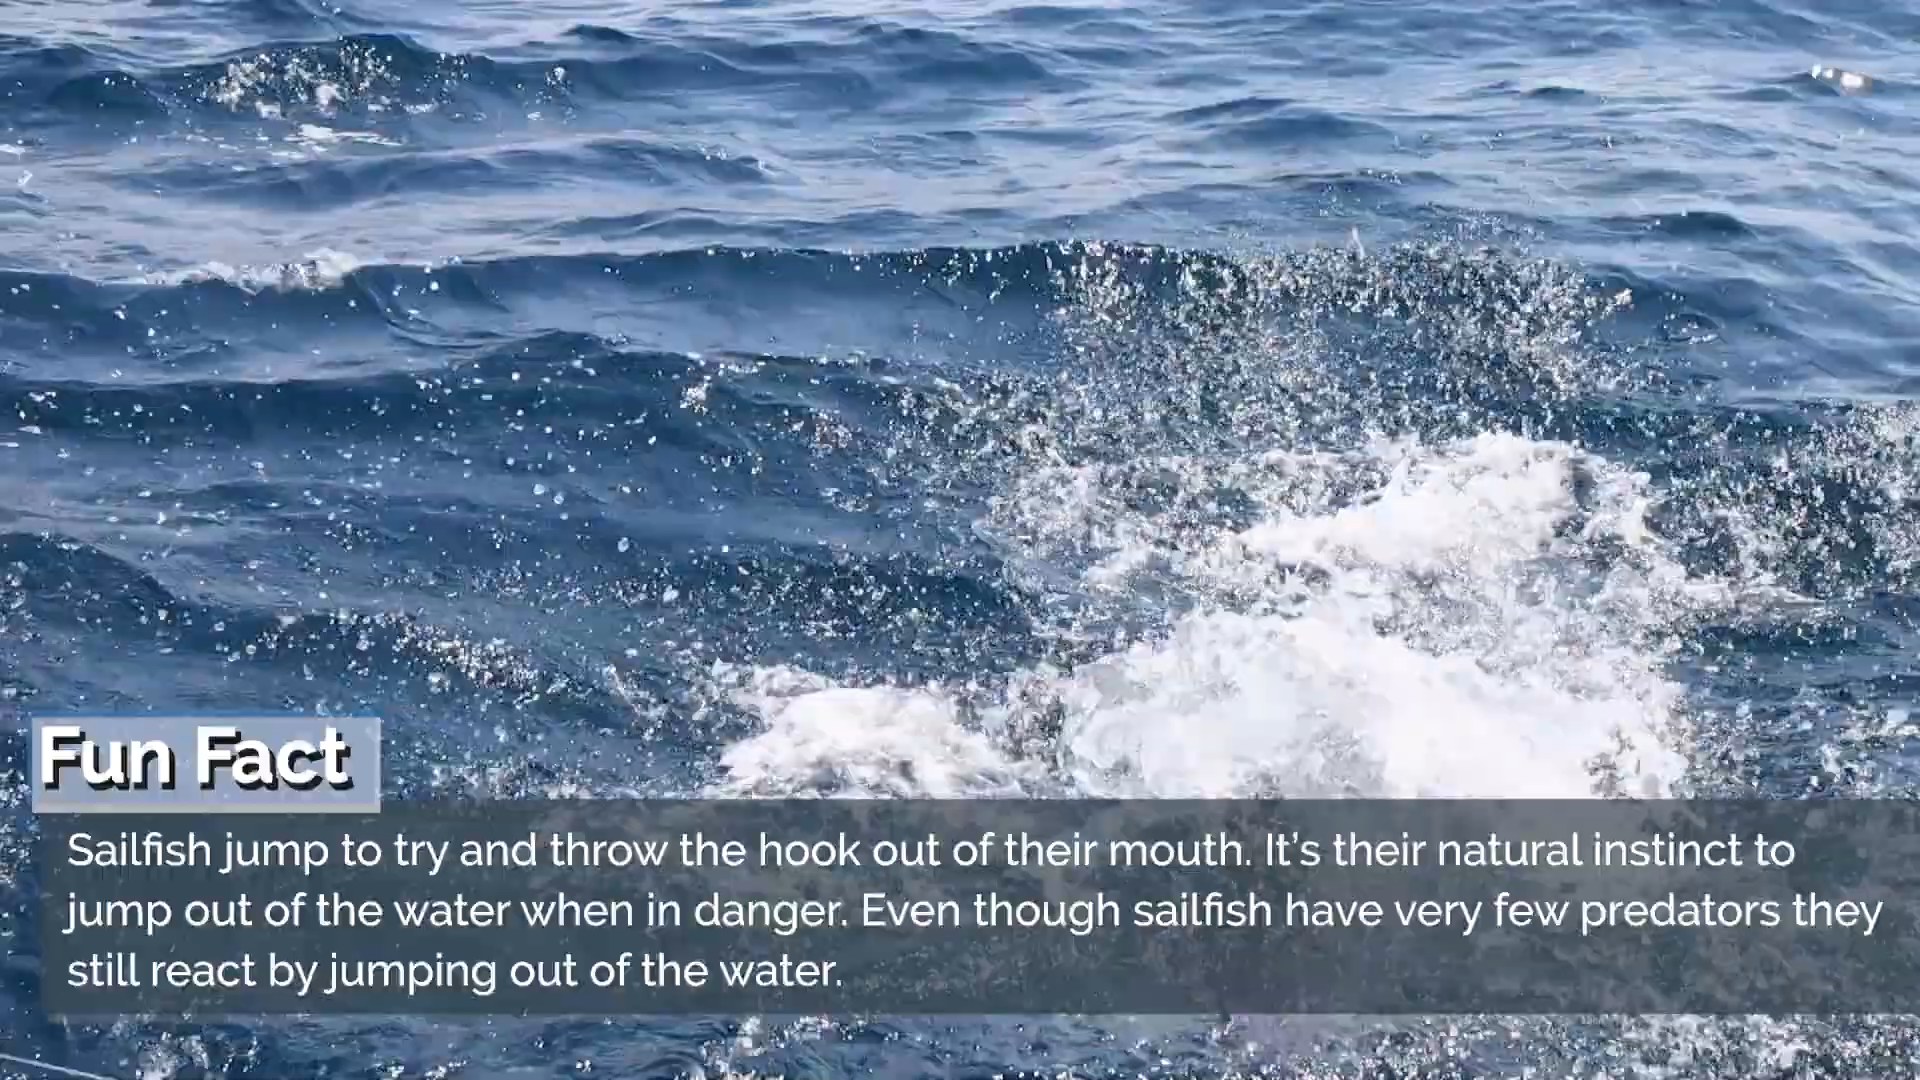 Fun Fact
Sailfish jump to try and throw the hook out of their mouth. It’s their natural instinct to
jump out of the water when in danger. Even though sailfish have very few predators they
still react by jumping out of the water.